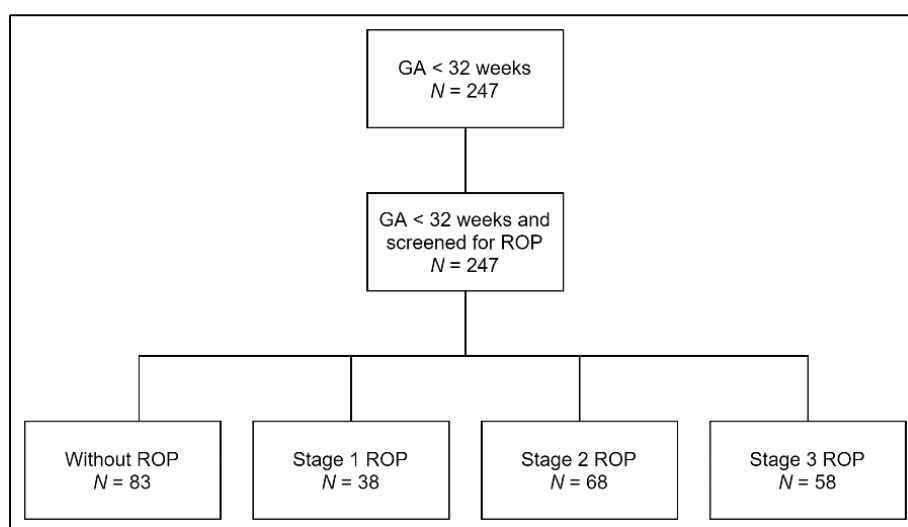 GA < 32 weeks
N = 247
GA < 32 weeks and
screened for ROP
N = 247
Without ROP
N = 83
Stage 1 ROP
N = 38
Stage 2 ROP
N = 68
Stage 3 ROP
N = 58